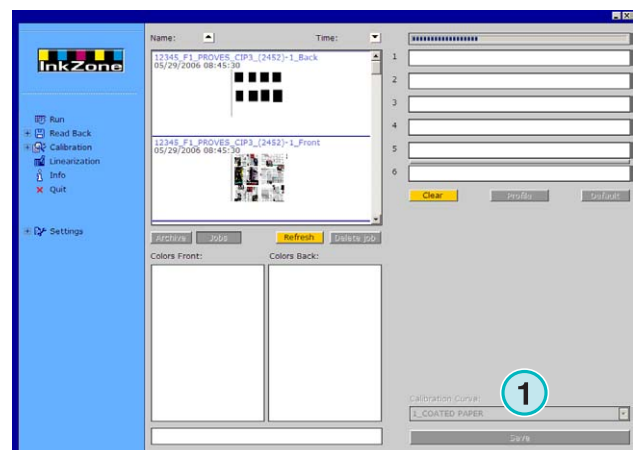 InkZone
Run
Read Back
Calibration
Linearization
Info
Quit
Settings
Name:
Time:
12345_F1_PROVES_CIP3_(2452)-1_Back
05/29/2006 08:45:30
12345_F1_PROVES_CIP3_(2452)-1_Front
05/29/2006 08:45:30
Archive
Jobs
Refresh
Delete job
Colors Front:
Colors Back:
1
2
3
4
5
6
Clear
Profile
Default
1
Calibration Curve:
1_COATED PAPER
Save